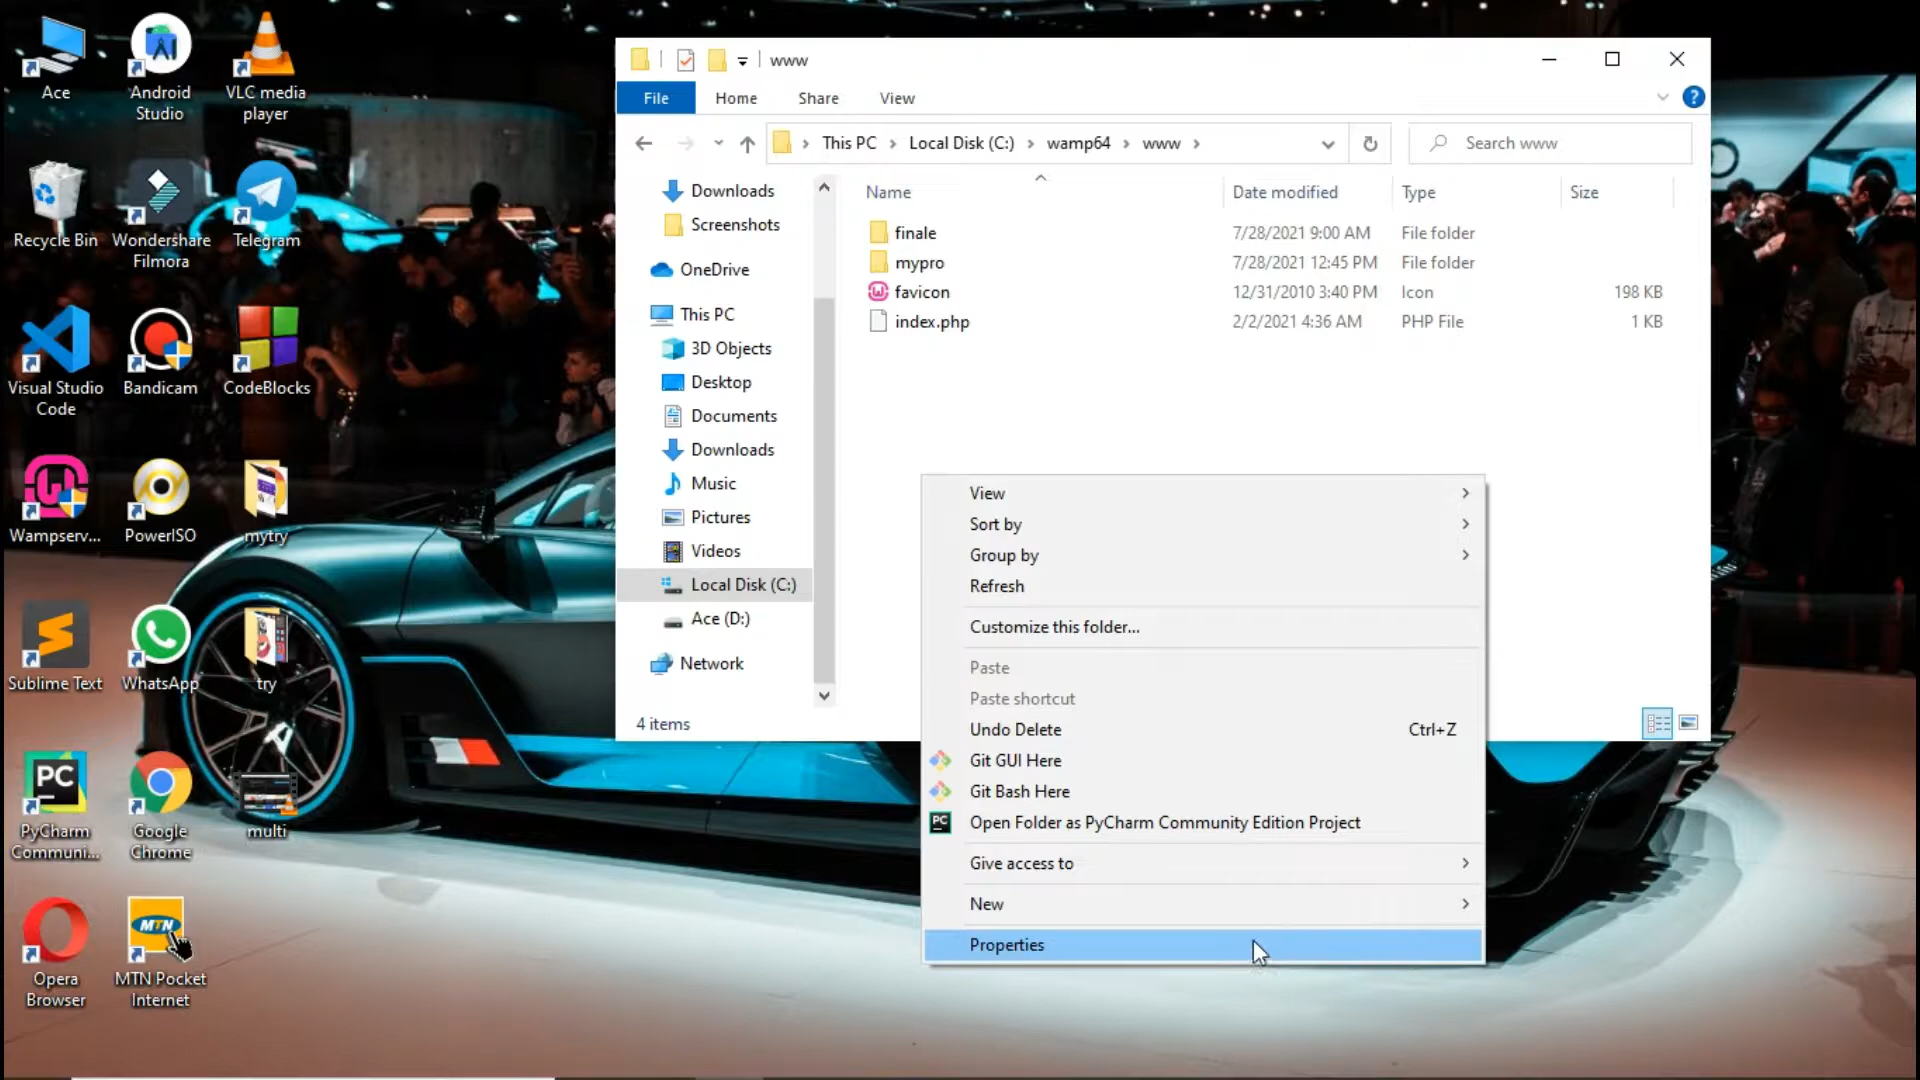 Ace
Android
Studio
VLC media
player
Recycle Bin
Wondershare
Filmora
Telegram
Visual Studio
Code
Bandicam
CodeBlocks
Wampserv...
PowerISO
mytry
Sublime Text
WhatsApp
try
PC
PyCharm
Communi...
Google
Chrome
multi
Opera
Browser
MTN
MTN Pocket
Internet
www
File
Home
Share
View
?
This PC
Local Disk (C:)
wamp64
www
Search www
Downloads
Screenshots
OneDrive
This PC
3D Objects
Desktop
Documents
Downloads
Music
Pictures
Videos
Local Disk (C:)
Ace (D:)
Network
4 items
Name Date modified Type Size
finale 7/28/2021 9:00 AM File folder
mypro 7/28/2021 12:45 PM File folder
favicon 12/31/2010 3:40 PM Icon 198 KB
index.php 2/2/2021 4:36 AM PHP File 1 KB
View
Sort by
Group by
Refresh
Customize this folder...
Paste
Paste shortcut
Undo Delete Ctrl+Z
Git GUI Here
Git Bash Here
PC Open Folder as PyCharm Community Edition Project
Give access to
New
Properties